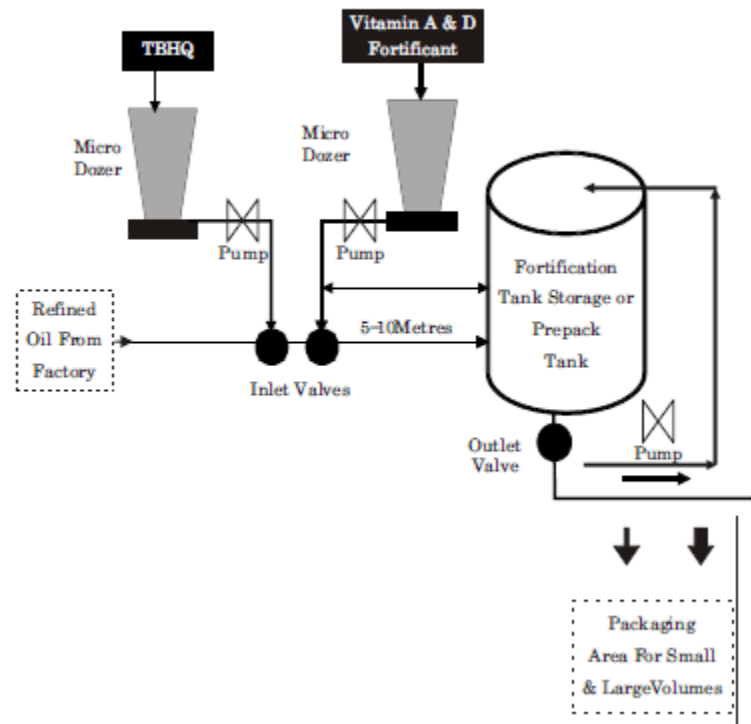 TBHQ
Vitamin A & D
Fortificant
Micro
Dozer
Micro
Dozer
Pump
Pump
Fortification
Tank Storage or
Prepack
Tank
Refined
Oil From
Factory
5-10Metres
Inlet Valves
Outlet
Valve
Pump
Packaging
Area For Small
& LargeVolumes